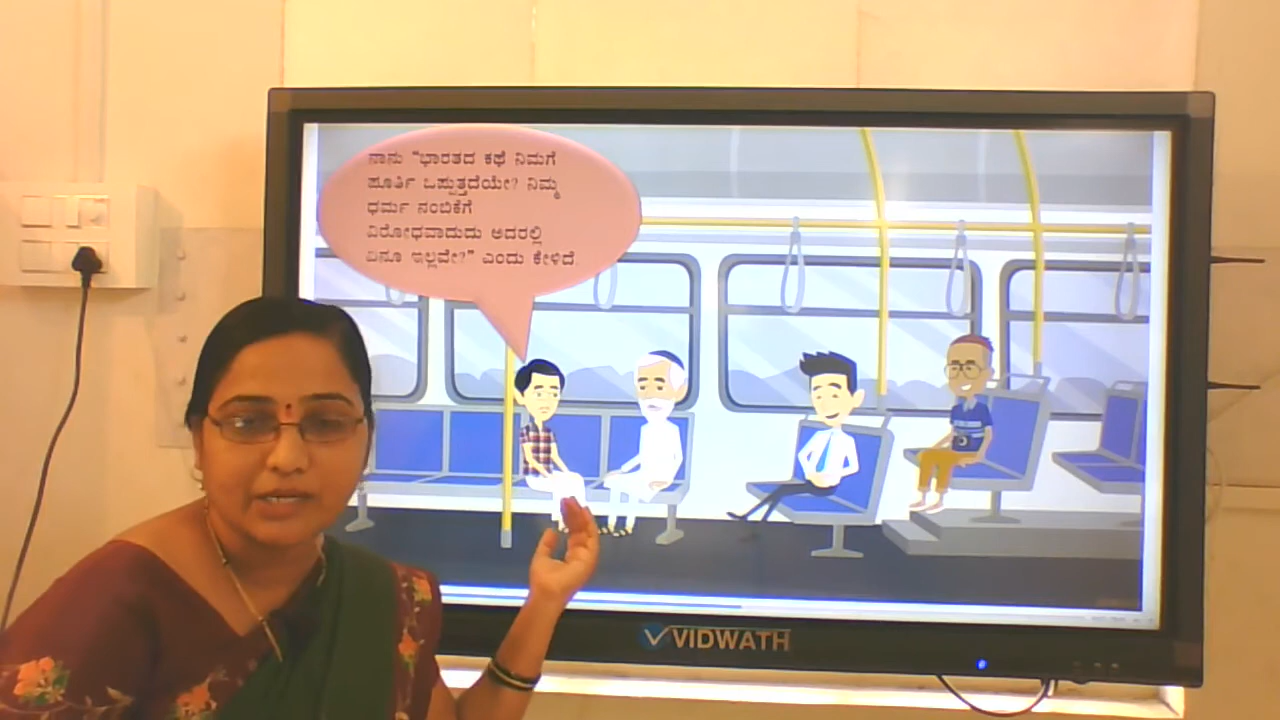 ನಾನು "ಭಾರತದ ಕಥೆ ನಿಮಗೆ
ಪೂರ್ತಿ ಒಪ್ಪುತ್ತದೆಯೇ? ನಿಮ್ಮ
ಧರ್ಮ ನಂಬಿಕೆಗೆ
ವಿರೋಧವಾದುದು ಅದರಲ್ಲಿ
ಏನೂ ಇಲ್ಲವೇ?" ಎಂದು ಕೇಳಿದೆ.
VIDWATH